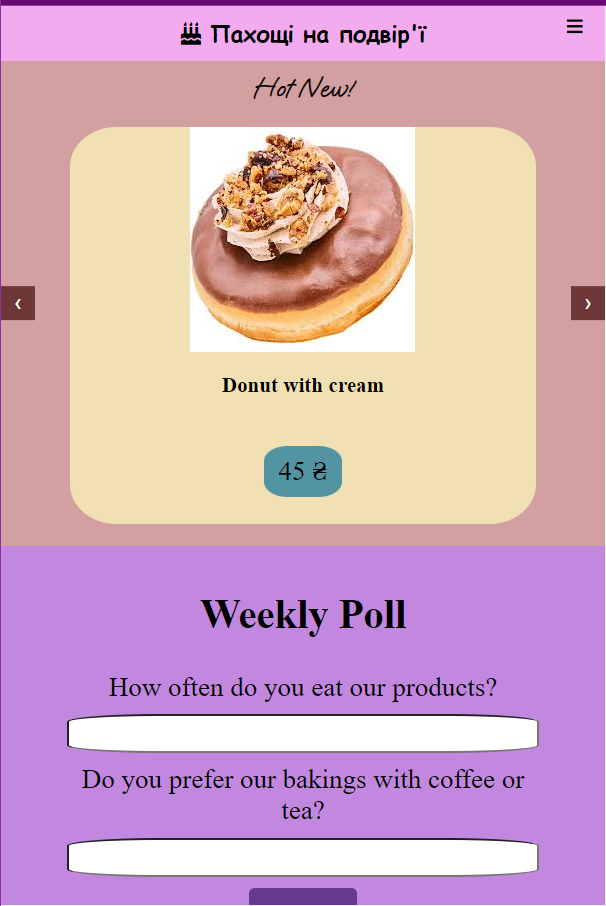 Пахощі на подвір'ї
Hot New!
Donut with cream
45 ₴
Weekly Poll
How often do you eat our products?
Do you prefer our bakings with coffee or
tea?